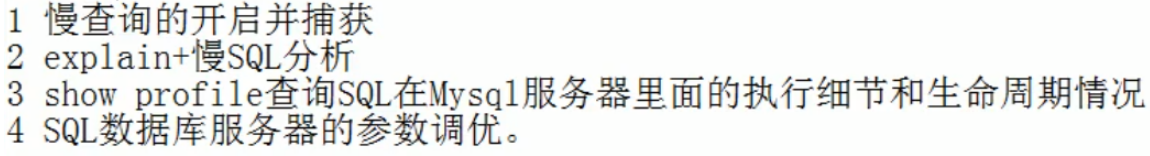 1 慢查询的开启并捕获
2 explain+慢SQL分析
3 show profile查询SQL在Mysql服务器里面的执行细节和生命周期情况
4 SQL数据库服务器的参数调优。